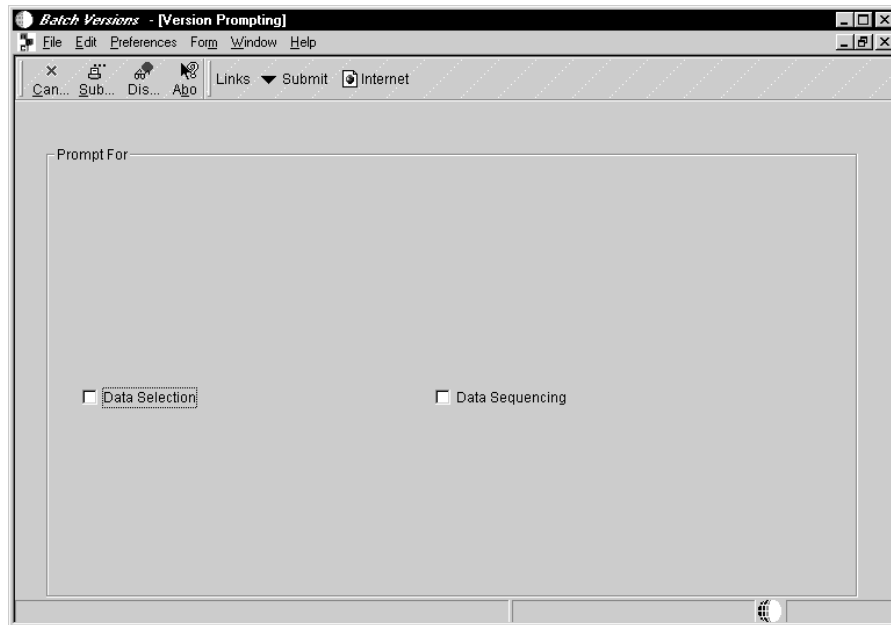 Batch Versions - [Version Prompting]
File Edit Preferences Form Window Help
Can... Sub... Dis... Abo Links Submit Internet
Prompt For
Data Selection Data Sequencing